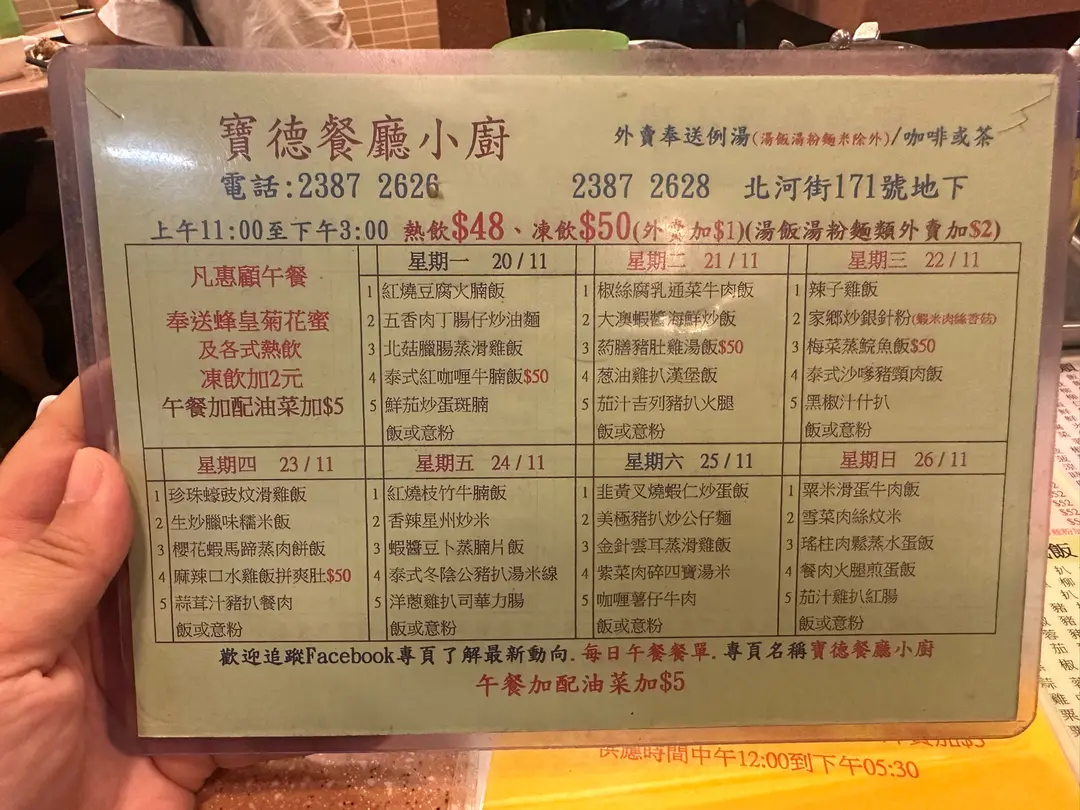 寶德餐廳小廚
外賣奉送例湯(湯飯湯粉麵米除外)/咖啡或茶
電話:2387 2626 2387 2628 北河街171號地下
上午11:00至下午3:00 熱飲$48、凍飲$50(外賣加$1)(湯飯湯粉麵類外賣加$2)
凡惠顧午餐
奉送蜂皇菊花蜜
及各式熱飲
凍飲加2元
午餐加配油菜加$5
星期一 20/11
1 紅燒豆腐火腩飯
2 五香肉丁腸仔炒油麵
3 北菇臘腸蒸滑雞飯
4 泰式紅咖喱牛腩飯$50
5 鮮茄炒蛋斑腩
飯或意粉
星期二 21/11
1 椒絲腐乳通菜牛肉飯
2 大澳蝦醬海鮮炒飯
3 葯膳豬肚雞湯飯$50
4 葱油雞扒漢堡飯
5 茄汁吉列豬扒火腿
飯或意粉
星期三 22/11
1 辣子雞飯
2 家鄉炒銀針粉(蝦米肉絲香菇)
3 梅菜蒸鯇魚飯$50
4 泰式沙嗲豬頸肉飯
5 黑椒汁什扒
飯或意粉
星期四 23/11
1 珍珠蠔豉炆滑雞飯
2 生炒臘味糯米飯
3 櫻花蝦馬蹄蒸肉餅飯
4 麻辣口水雞飯拼爽肚$50
5 蒜茸汁豬扒餐肉
飯或意粉
星期五 24/11
1 紅燒枝竹牛腩飯
2 香辣星州炒米
3 蝦醬豆卜蒸腩片飯
4 泰式冬陰公豬扒湯米線
5 洋蔥雞扒司華力腸
飯或意粉
星期六 25/11
1 韭黃叉燒蝦仁炒蛋飯
2 美極豬扒炒公仔麵
3 金針雲耳蒸滑雞飯
4 紫菜肉碎四寶湯米
5 咖喱薯仔牛肉
飯或意粉
星期日 26/11
1 粟米滑蛋牛肉飯
2 雪菜肉絲炆米
3 瑤柱肉鬆蒸水蛋飯
4 餐肉火腿煎蛋飯
5 茄汁雞扒紅腸
飯或意粉
歡迎追蹤Facebook專頁了解最新動向.每日午餐餐單.專頁名稱寶德餐廳小廚
午餐加配油菜加$5
供應時間中午12:00到下午05:30